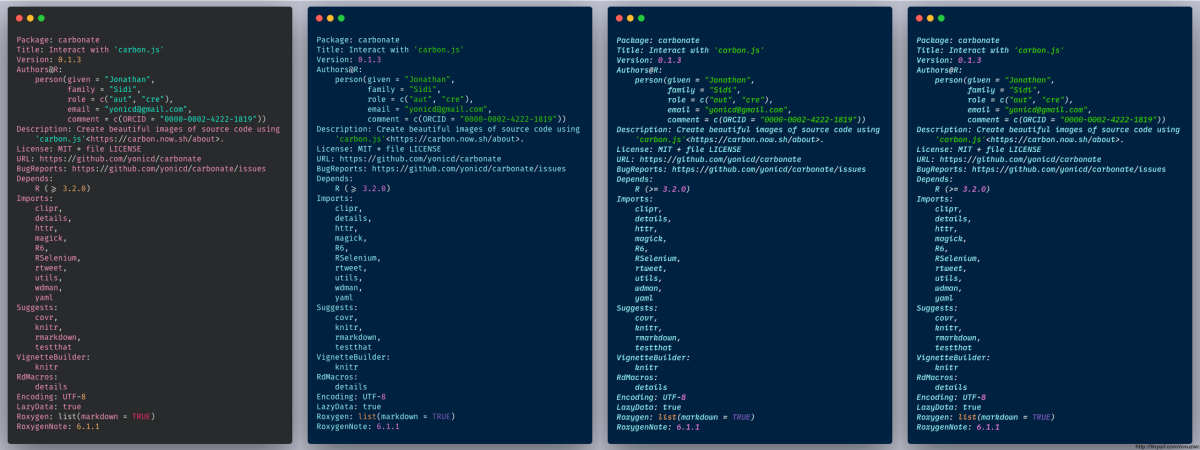 Package: carbonate
Title: Interact with 'carbon.js'
Version: 0.1.3
Authors@R:
    person(given = "Jonathan",
           family = "Sidi",
           role = c("aut", "cre"),
           email = "yonicd@gmail.com",
           comment = c(ORCID = "0000-0002-4222-1819"))
Description: Create beautiful images of source code using
    'carbon.js'<https://carbon.now.sh/about>.
License: MIT + file LICENSE
URL: https://github.com/yonicd/carbonate
BugReports: https://github.com/yonicd/carbonate/issues
Depends:
    R (⩾ 3.2.0)
Imports:
    clipr,
    details,
    httr,
    magick,
    R6,
    RSelenium,
    rtweet,
    utils,
    wdman,
    yaml
Suggests:
    covr,
    knitr,
    rmarkdown,
    testthat
VignetteBuilder:
    knitr
RdMacros:
    details
Encoding: UTF-8
LazyData: true
Roxygen: list(markdown = TRUE)
RoxygenNote: 6.1.1
Package: carbonate
Title: Interact with 'carbon.js'
Version: 0.1.3
Authors@R:
    person(given = "Jonathan",
           family = "Sidi",
           role = c("aut", "cre"),
           email = "yonicd@gmail.com",
           comment = c(ORCID = "0000-0002-4222-1819"))
Description: Create beautiful images of source code using
    'carbon.js'<https://carbon.now.sh/about>.
License: MIT + file LICENSE
URL: https://github.com/yonicd/carbonate
BugReports: https://github.com/yonicd/carbonate/issues
Depends:
    R (⩾ 3.2.0)
Imports:
    clipr,
    details,
    httr,
    magick,
    R6,
    RSelenium,
    rtweet,
    utils,
    wdman,
    yaml
Suggests:
    covr,
    knitr,
    rmarkdown,
    testthat
VignetteBuilder:
    knitr
RdMacros:
    details
Encoding: UTF-8
LazyData: true
Roxygen: list(markdown = TRUE)
RoxygenNote: 6.1.1
Package: carbonate
Title: Interact with 'carbon.js'
Version: 0.1.3
Authors@R:
    person(given = "Jonathan",
           family = "Sidi",
           role = c("aut", "cre"),
           email = "yonicd@gmail.com",
           comment = c(ORCID = "0000-0002-4222-1819"))
Description: Create beautiful images of source code using
    'carbon.js'<https://carbon.now.sh/about>.
License: MIT + file LICENSE
URL: https://github.com/yonicd/carbonate
BugReports: https://github.com/yonicd/carbonate/issues
Depends:
    R (>= 3.2.0)
Imports:
    clipr,
    details,
    httr,
    magick,
    R6,
    RSelenium,
    rtweet,
    utils,
    wdman,
    yaml
Suggests:
    covr,
    knitr,
    rmarkdown,
    testthat
VignetteBuilder:
    knitr
RdMacros:
    details
Encoding: UTF-8
LazyData: true
Roxygen: list(markdown = TRUE)
RoxygenNote: 6.1.1
Package: carbonate
Title: Interact with 'carbon.js'
Version: 0.1.3
Authors@R:
    person(given = "Jonathan",
           family = "Sidi",
           role = c("aut", "cre"),
           email = "yonicd@gmail.com",
           comment = c(ORCID = "0000-0002-4222-1819"))
Description: Create beautiful images of source code using
    'carbon.js'<https://carbon.now.sh/about>.
License: MIT + file LICENSE
URL: https://github.com/yonicd/carbonate
BugReports: https://github.com/yonicd/carbonate/issues
Depends:
    R (>= 3.2.0)
Imports:
    clipr,
    details,
    httr,
    magick,
    R6,
    RSelenium,
    rtweet,
    utils,
    wdman,
    yaml
Suggests:
    covr,
    knitr,
    rmarkdown,
    testthat
VignetteBuilder:
    knitr
RdMacros:
    details
Encoding: UTF-8
LazyData: true
Roxygen: list(markdown = TRUE)
RoxygenNote: 6.1.1